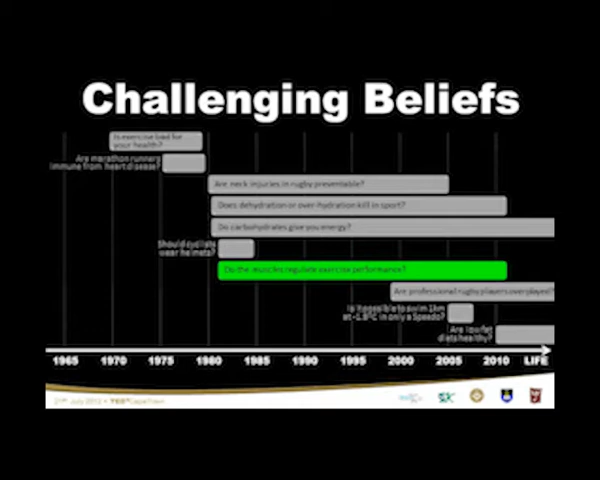 Challenging Beliefs
Is exercise bad for
your health?
Are marathon runners
immune from heart disease?
Are neck injuries in rugby preventable?
Does dehydration or over-hydration kill in sport?
Do carbohydrates give you energy?
Should cyclists
wear helmets?
Do the muscles regulate exercise performance?
Are professional rugby players overplayed?
Is it possible to swim 1km
at -1.8°C in only a Speedo?
Are low fat
diets healthy?
1965 1970 1975 1980 1985 1990 1995 2000 2005 2010 LIFE
July 2012 • TEDxCapeTown